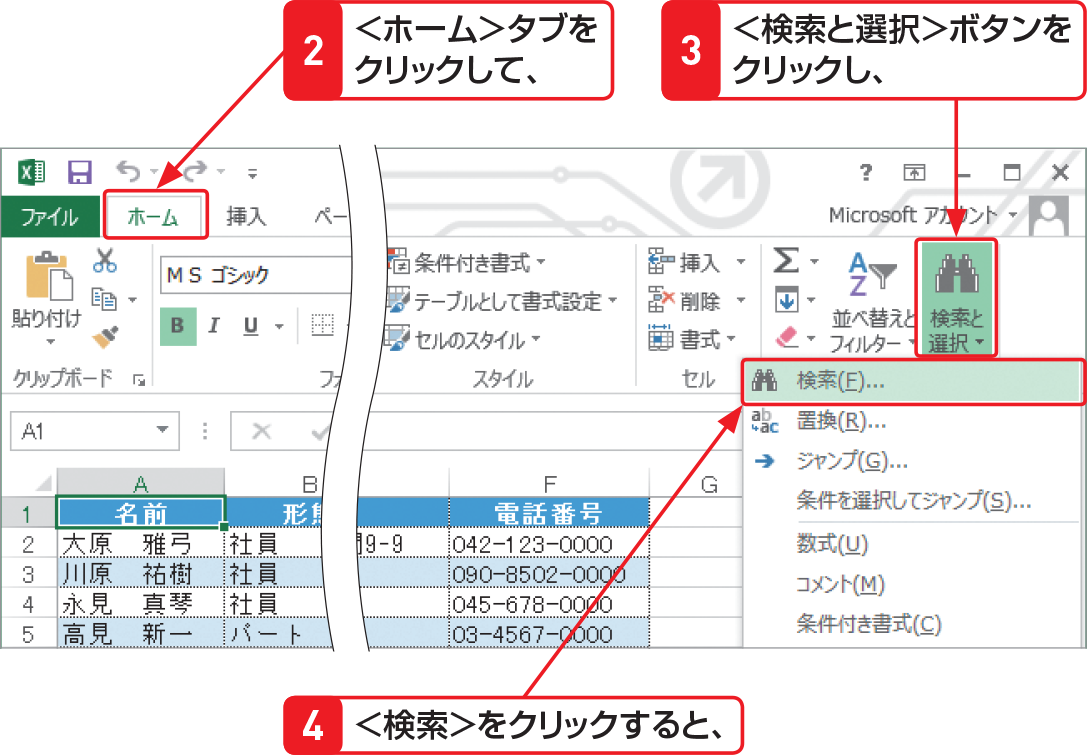 2
<ホーム>タブを
クリックして、
3
<検索と選択>ボタンを
クリックし、
?
Microsoft アカウント
ファイル
ホーム
挿入
ペー
貼り付け
クリップボード
MS ゴシック
B I U
フォ
条件付き書式
テーブルとして書式設定
セルのスタイル
スタイル
挿入
削除
書式
セル
Σ
A
Z
並べ替えと
フィルター
検索と
選択
検索(F)...
置換(R)...
ジャンプ(G)...
条件を選択してジャンプ(S)...
数式(U)
コメント(M)
条件付き書式(C)
A1
A B F G
1 名前 形態 電話番号
2 大原 雅弓 社員 9-9 042-123-0000
3 川原 祐樹 社員 090-8502-0000
4 永見 真琴 社員 045-678-0000
5 高見 新一 パート 03-4567-0000
4
<検索>をクリックすると、